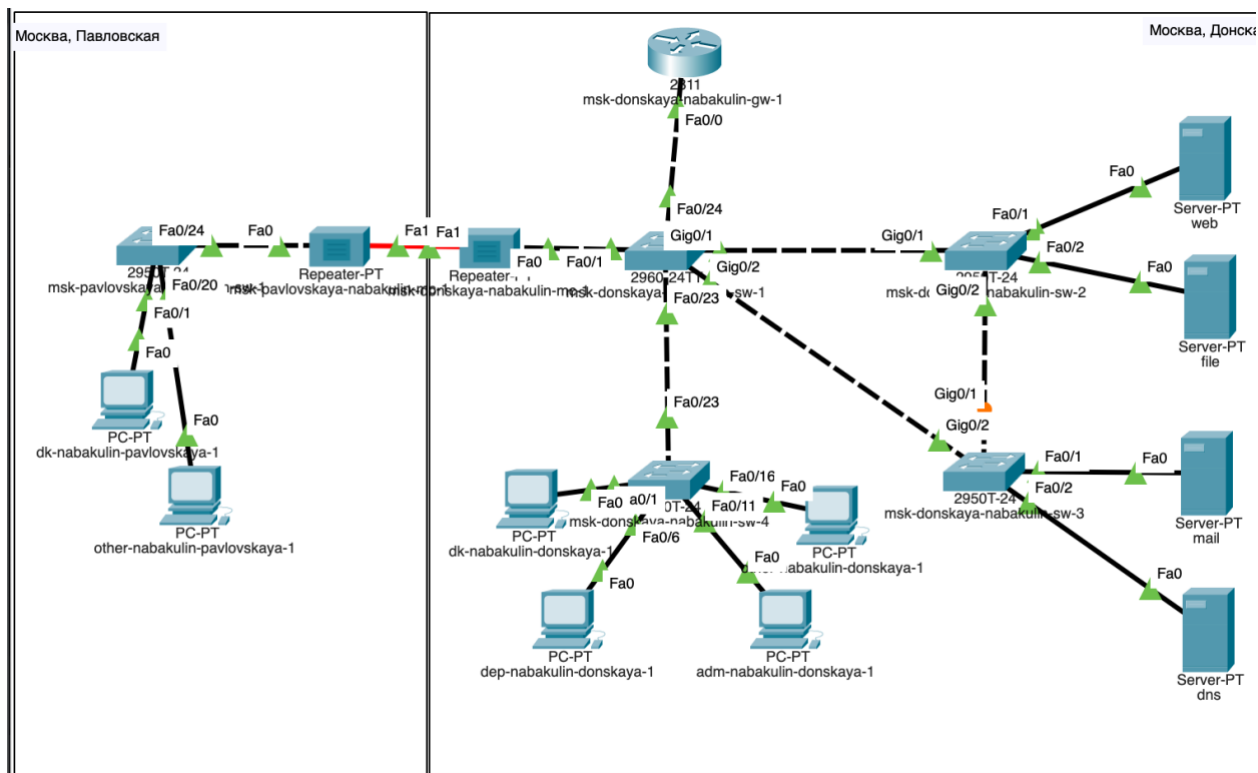 Москва, Павловская
Москва, Донска
2811
msk-donskaya-nabakulin-gw-1
Fa0/0
Fa0/24
Fa0
Server-PT
web
Fa0/1
Fa0/2
Fa0
Server-PT
file
Fa0/24
Fa0
Fa1
Fa1
Fa0
Fa0/1
Gig0/1
Gig0/2
Gig0/1
Gig0/2
Repeater-PT
Fa0/20
Fa0/1
Fa0
Fa0
PC-PT
dk-nabakulin-pavlovskaya-1
PC-PT
other-nabakulin-pavlovskaya-1
Fa0/23
Fa0/23
Gig0/1
Gig0/2
Fa0/1
Fa0
Fa0/2
2950T-24
msk-donskaya-nabakulin-sw-3
Server-PT
mail
Fa0
Server-PT
dns
Fa0/16
Fa0
Fa0
a0/1
Fa0/11
msk-donskaya-nabakulin-sw-4
Fa0/6
PC-PT
dk-nabakulin-donskaya-1
PC-PT
Fa0
Fa0
PC-PT
dep-nabakulin-donskaya-1
PC-PT
adm-nabakulin-donskaya-1